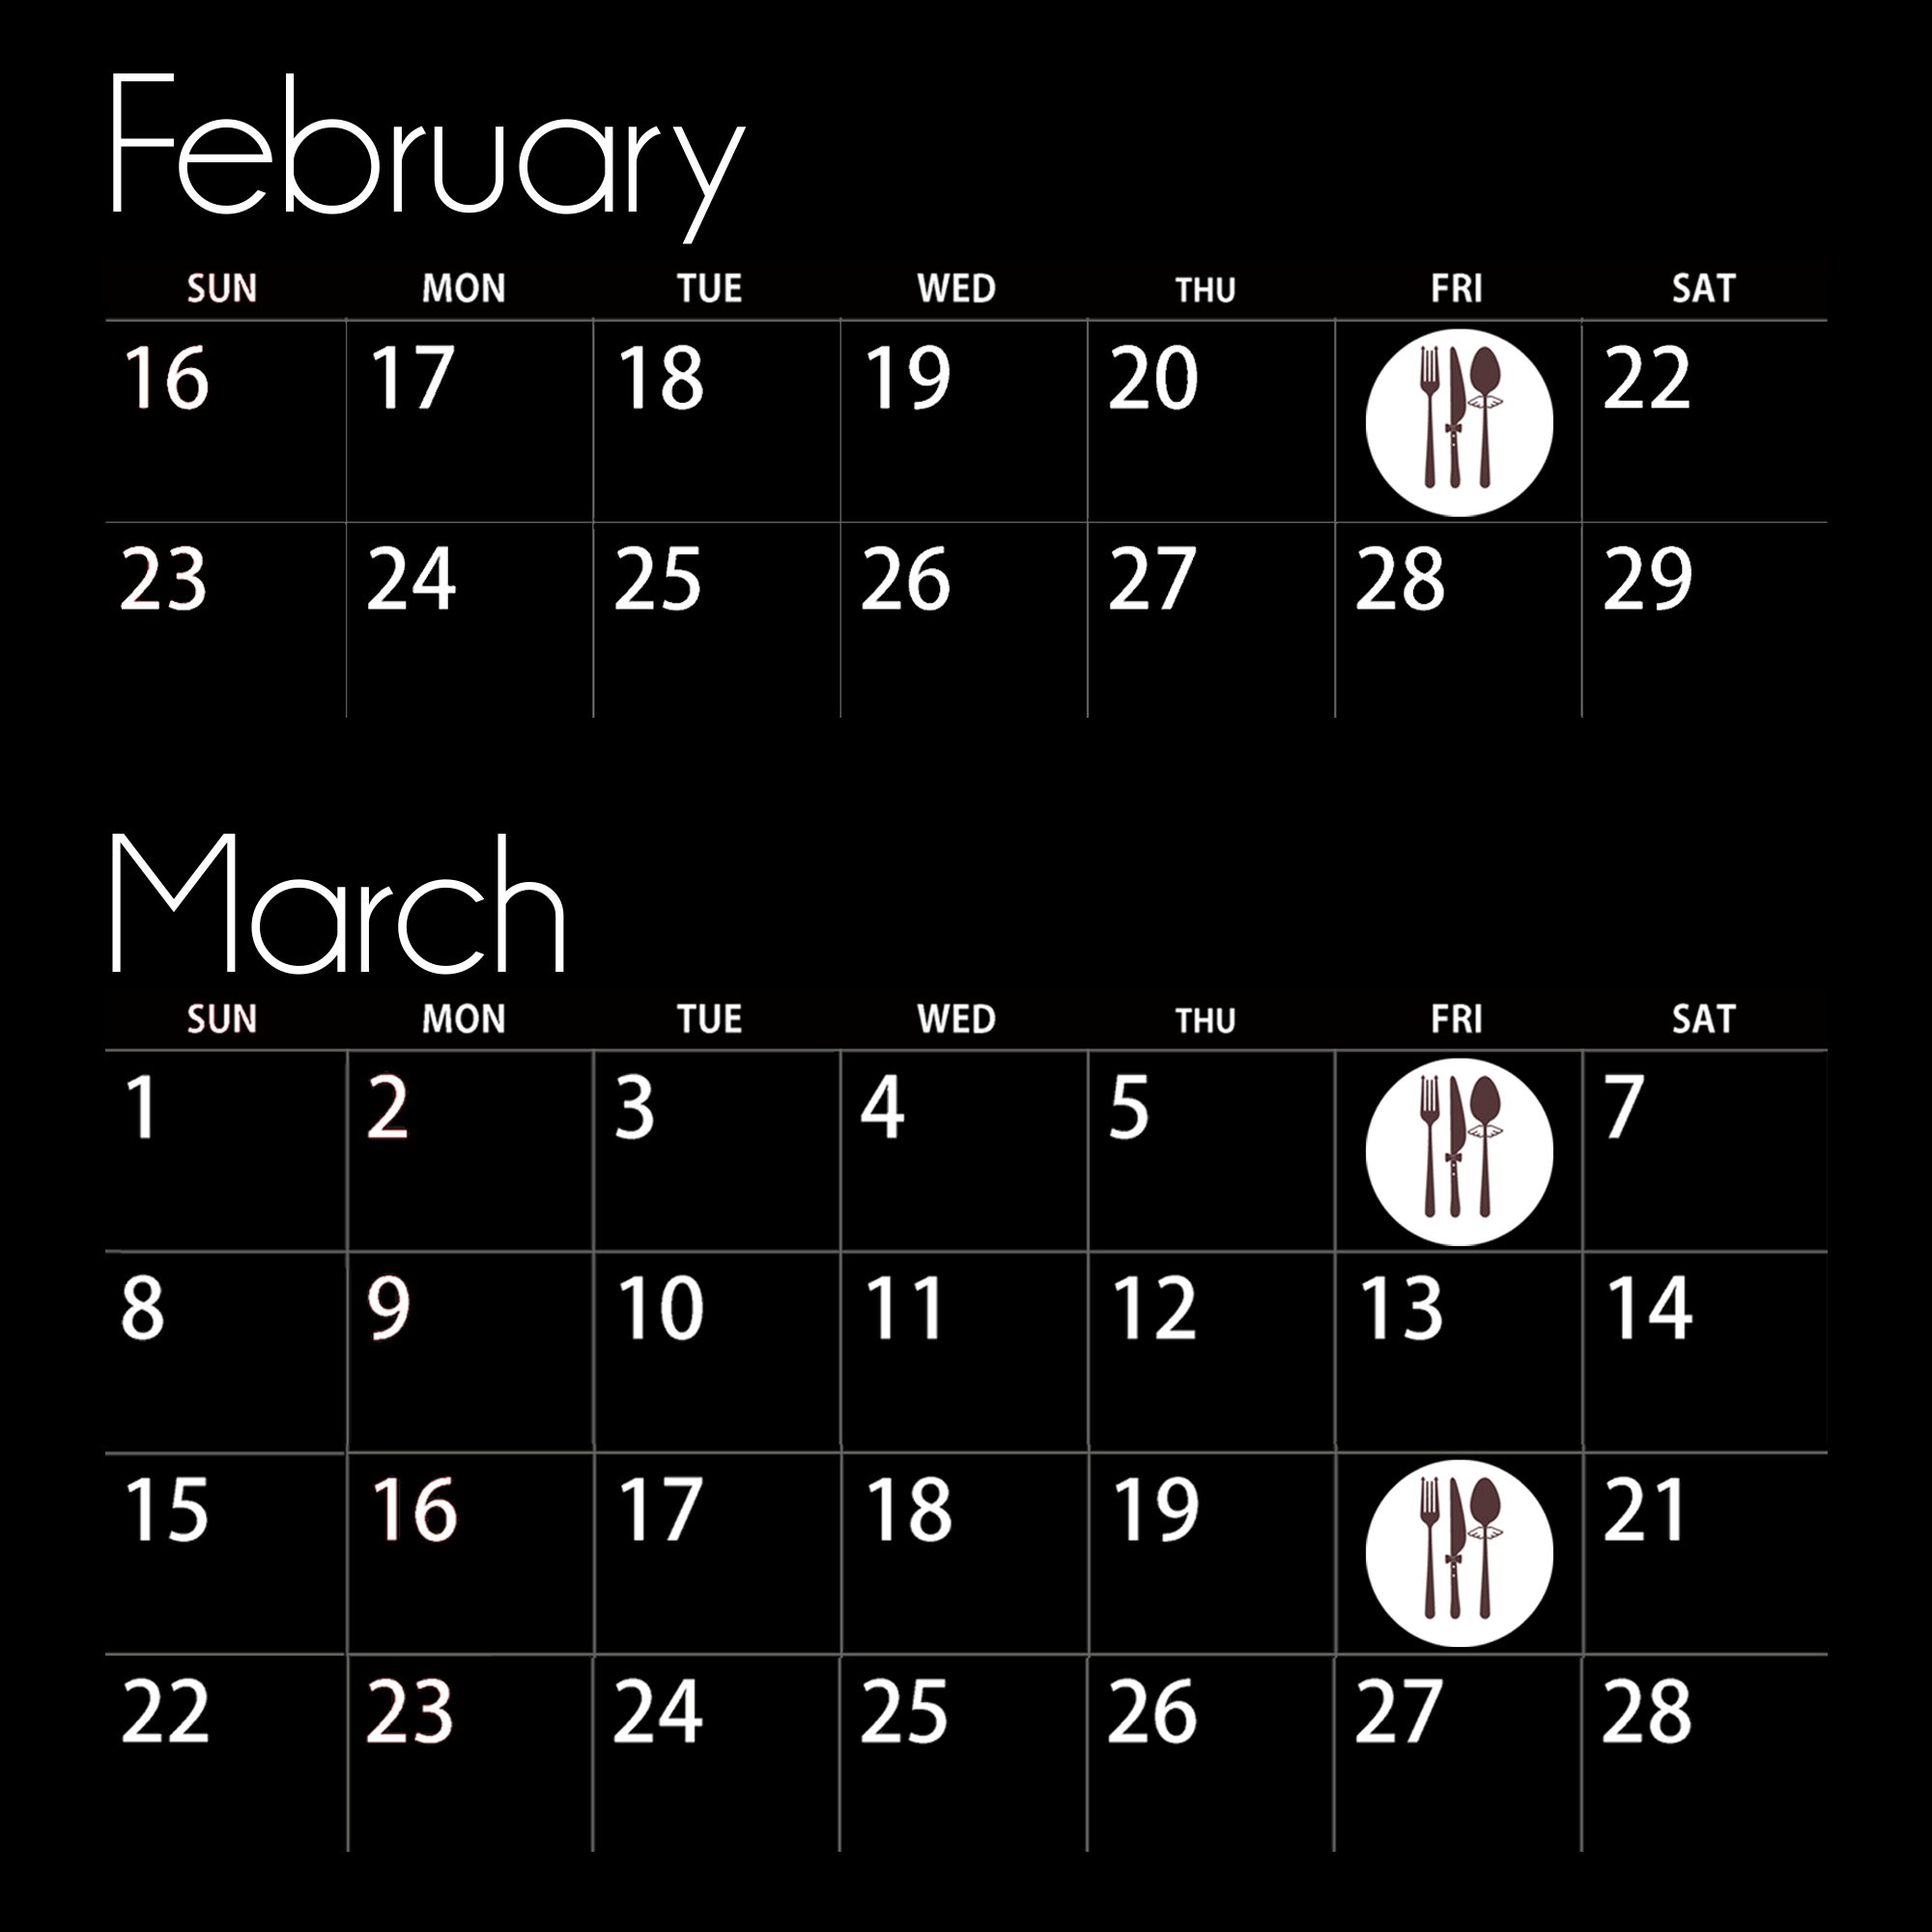 February
SUN MON TUE WED THU FRI SAT
16 17 18 19 20 22
23 24 25 26 27 28 29
March
SUN MON TUE WED THU FRI SAT
1 2 3 4 5 7
8 9 10 11 12 13 14
15 16 17 18 19 21
22 23 24 25 26 27 28